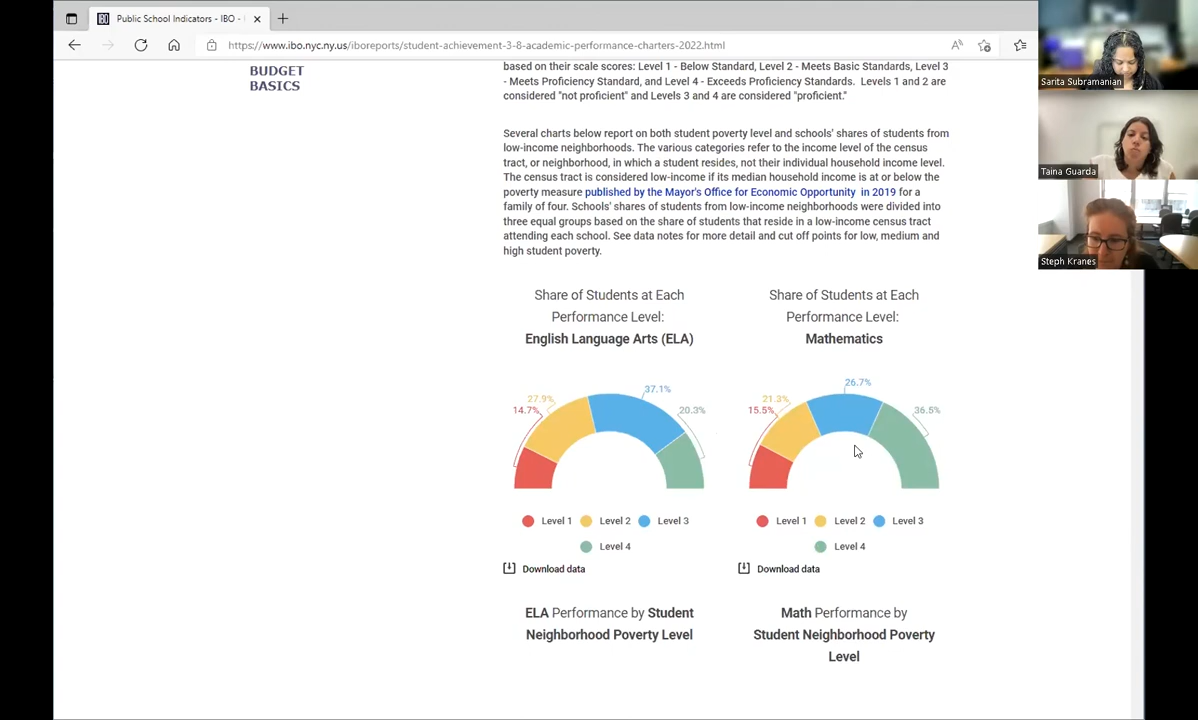 Public School Indicators - IBO -
https://www.ibo.nyc.ny.us/iboreports/student-achievement-3-8-academic-performance-charters-2022.html
BUDGET
BASICS
based on their scale scores: Level 1 - Below Standard, Level 2 - Meets Basic Standards, Level 3
- Meets Proficiency Standard, and Level 4 - Exceeds Proficiency Standards. Levels 1 and 2 are
considered "not proficient" and Levels 3 and 4 are considered "proficient."
Several charts below report on both student poverty level and schools' shares of students from
low-income neighborhoods. The various categories refer to the income level of the census
tract, or neighborhood, in which a student resides, not their individual household income level.
The census tract is considered low-income if its median household income is at or below the
poverty measure published by the Mayor's Office for Economic Opportunity in 2019 for a
family of four. Schools' shares of students from low-income neighborhoods were divided into
three equal groups based on the share of students that reside in a low-income census tract
attending each school. See data notes for more detail and cut off points for low, medium and
high student poverty.
Share of Students at Each
Performance Level:
English Language Arts (ELA)
14.7%
27.9%
37.1%
20.3%
Level 1 Level 2 Level 3
Level 4
Download data
Share of Students at Each
Performance Level:
Mathematics
15.5%
21.3%
26.7%
36.5%
Level 1 Level 2 Level 3
Level 4
Download data
ELA Performance by Student
Neighborhood Poverty Level
Math Performance by
Student Neighborhood Poverty
Level
Sarita Subramanian
Taina Guarda
Steph Kranes